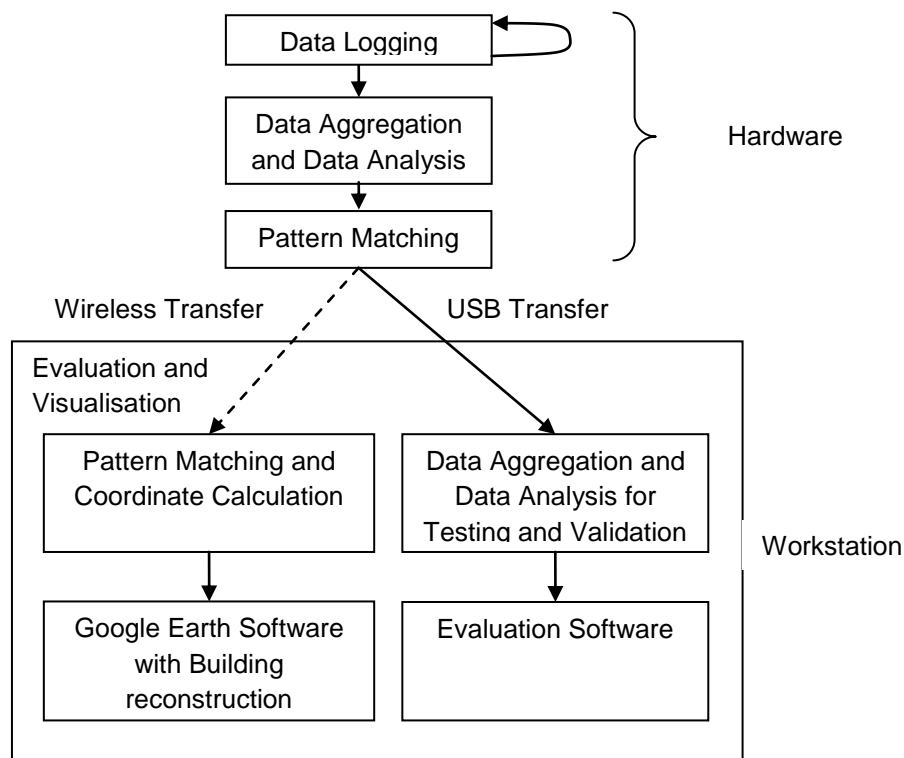 Data Logging
Data Aggregation
and Data Analysis
Hardware
Pattern Matching
Wireless Transfer
USB Transfer
Evaluation and
Visualisation
Pattern Matching and
Coordinate Calculation
Data Aggregation and
Data Analysis for
Testing and Validation
Workstation
Google Earth Software
with Building
reconstruction
Evaluation Software